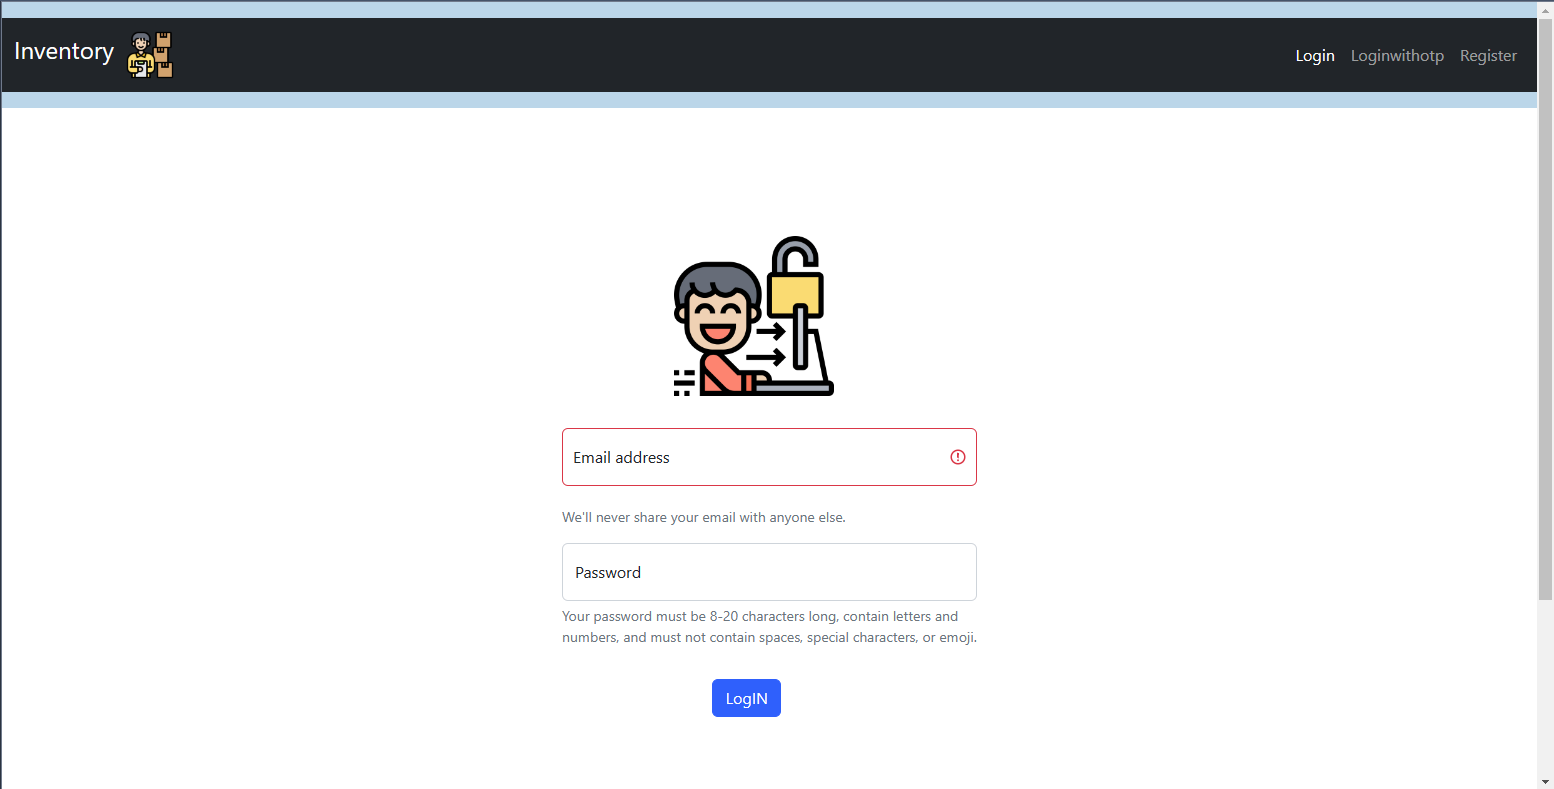 Inventory
Login Loginwithotp Register
Email address
We'll never share your email with anyone else.
Password
Your password must be 8-20 characters long, contain letters and
numbers, and must not contain spaces, special characters, or emoji.
LogIN